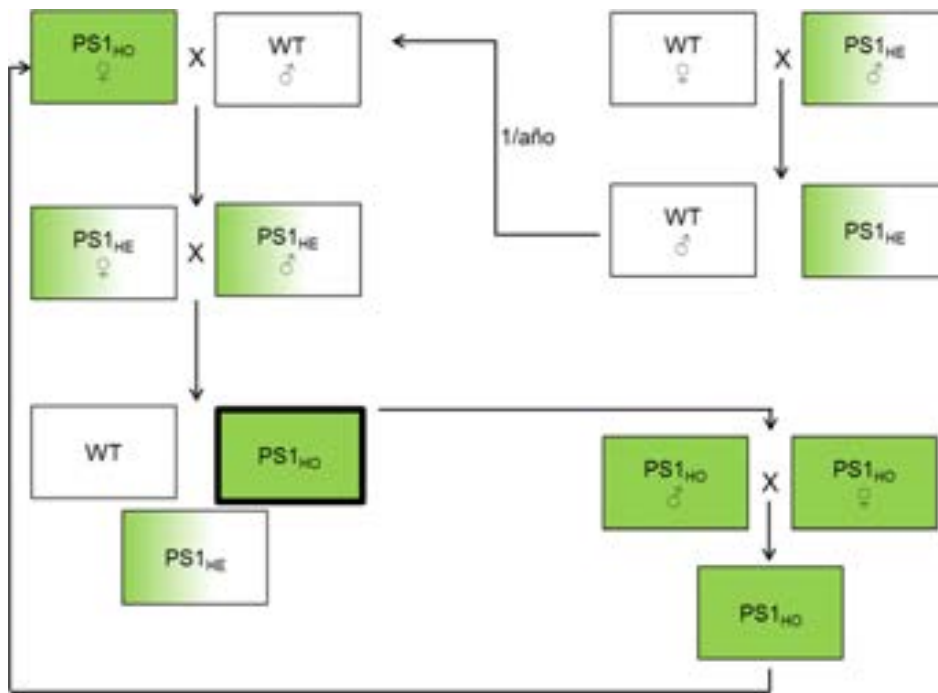 PS1HO
♀
X
WT
♂
WT
♀
X
PS1HE
♂
1/año
PS1HE
♀
X
PS1HE
♂
WT
♂
PS1HE
WT
PS1HO
PS1HE
PS1HO
♂
X
PS1HO
♀
PS1HO